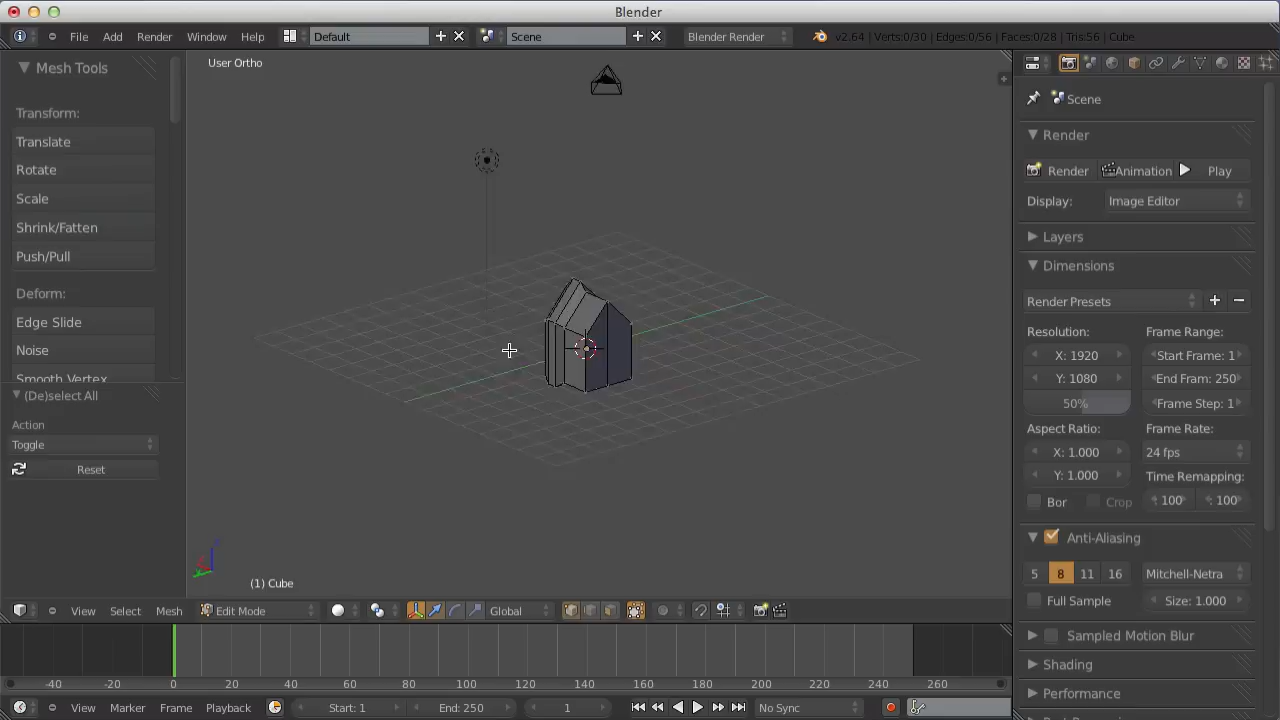 Blender
File Add Render Window Help Default Scene Blender Render v2.64 | Verts:0/30 | Edges:0/56 | Faces:0/28 | Tris:56 | Cube
Mesh Tools
Transform:
Translate
Rotate
Scale
Shrink/Fatten
Push/Pull
Deform:
Edge Slide
Noise
Smooth Vertex
(De)select All
Action
Toggle
Reset
User Ortho
(1) Cube
View Select Mesh Edit Mode Global
-40 -20 0 20 40 60 80 100 120 140 160 180 200 220 240 260
View Marker Frame Playback Start: 1 End: 250 1 No Sync
Scene
Render
Render Animation Play
Display: Image Editor
Layers
Dimensions
Render Presets
Resolution: Frame Range:
X: 1920 Start Frame: 1
Y: 1080 End Fram: 250
50% Frame Step: 1
Aspect Ratio: Frame Rate:
X: 1.000 24 fps
Y: 1.000 Time Remapping:
Bor Crop : 100 : 100
Anti-Aliasing
5 8 11 16 Mitchell-Netra
Full Sample Size: 1.000
Sampled Motion Blur
Shading
Performance